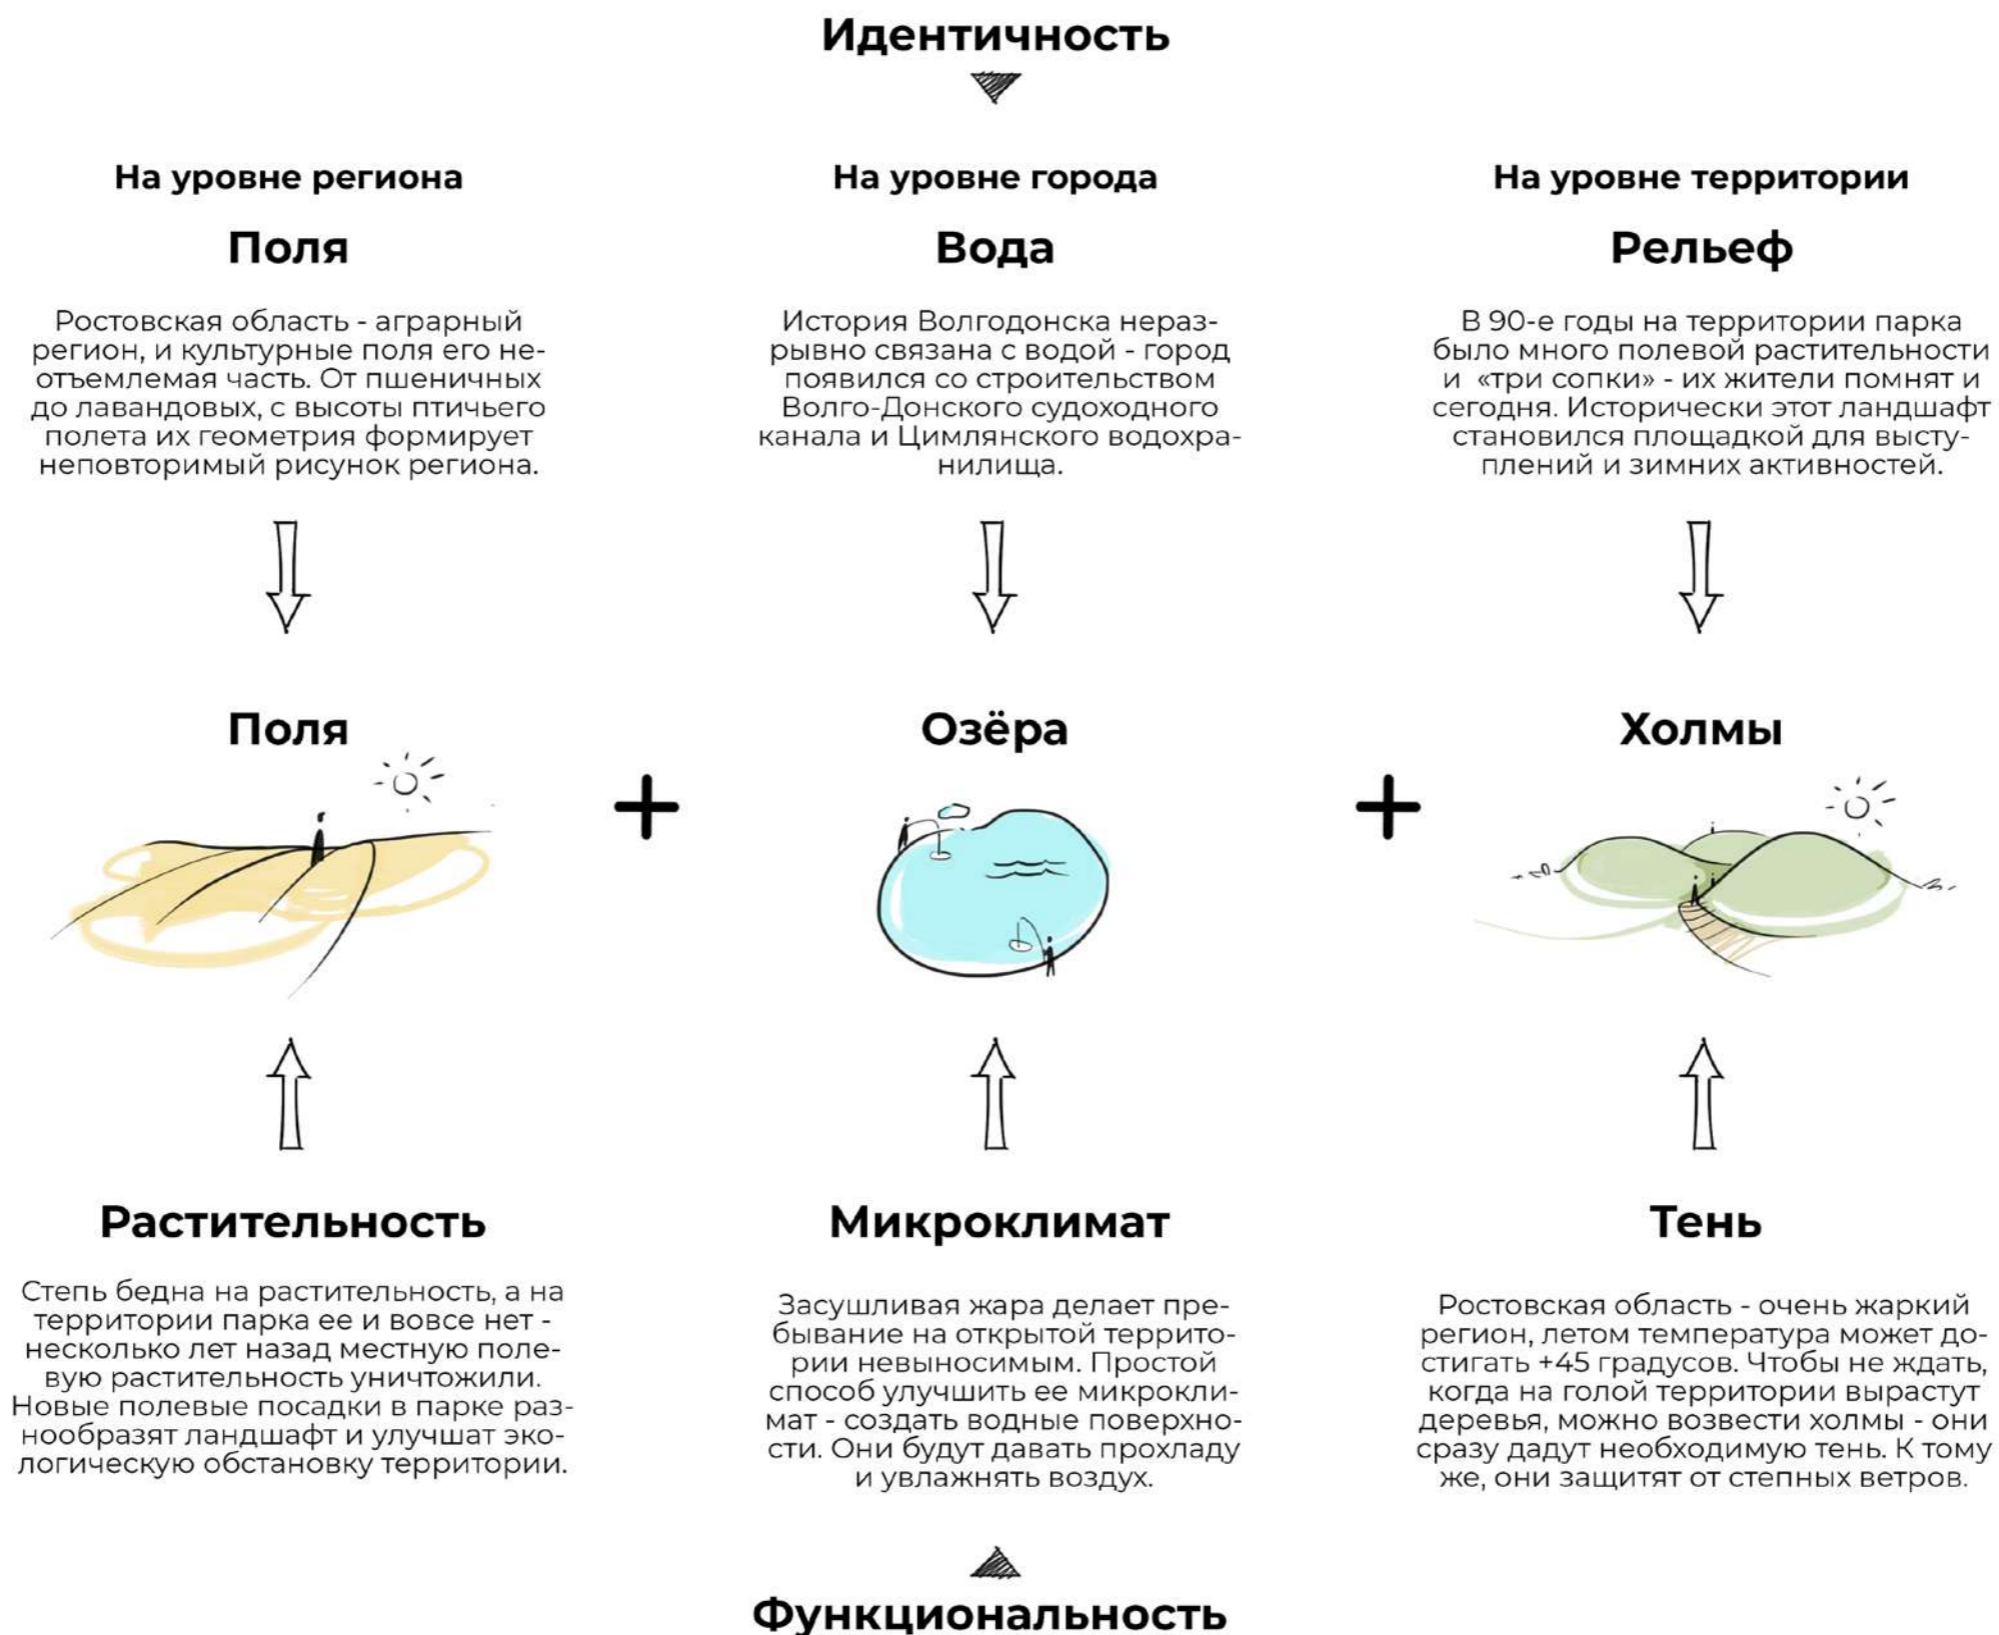 Идентичность
На уровне региона
Поля
Ростовская область - аграрный
регион, и культурные поля его не-
отъемлемая часть. От пшеничных
до лавандовых, с высоты птичьего
полета их геометрия формирует
неповторимый рисунок региона.
На уровне города
Вода
История Волгодонска нераз-
рывно связана с водой - город
появился со строительством
Волго-Донского судоходного
канала и Цимлянского водохра-
нилища.
На уровне территории
Рельеф
В 90-е годы на территории парка
было много полевой растительности
и «три сопки» - их жители помнят и
сегодня. Исторически этот ландшафт
становился площадкой для высту-
плений и зимних активностей.
Поля
+
Озёра
+
Холмы
Растительность
Степь бедна на растительность, а на
территории парка ее и вовсе нет -
несколько лет назад местную поле-
вую растительность уничтожили.
Новые полевые посадки в парке раз-
нообразят ландшафт и улучшат эко-
логическую обстановку территории.
Микроклимат
Засушливая жара делает пре-
бывание на открытой террито-
рии невыносимым. Простой
способ улучшить ее микрокли-
мат - создать водные поверхно-
сти. Они будут давать прохладу
и увлажнять воздух.
Тень
Ростовская область - очень жаркий
регион, летом температура может до-
стигать +45 градусов. Чтобы не ждать,
когда на голой территории вырастут
деревья, можно возвести холмы - они
сразу дадут необходимую тень. К тому
же, они защитят от степных ветров.
Функциональность